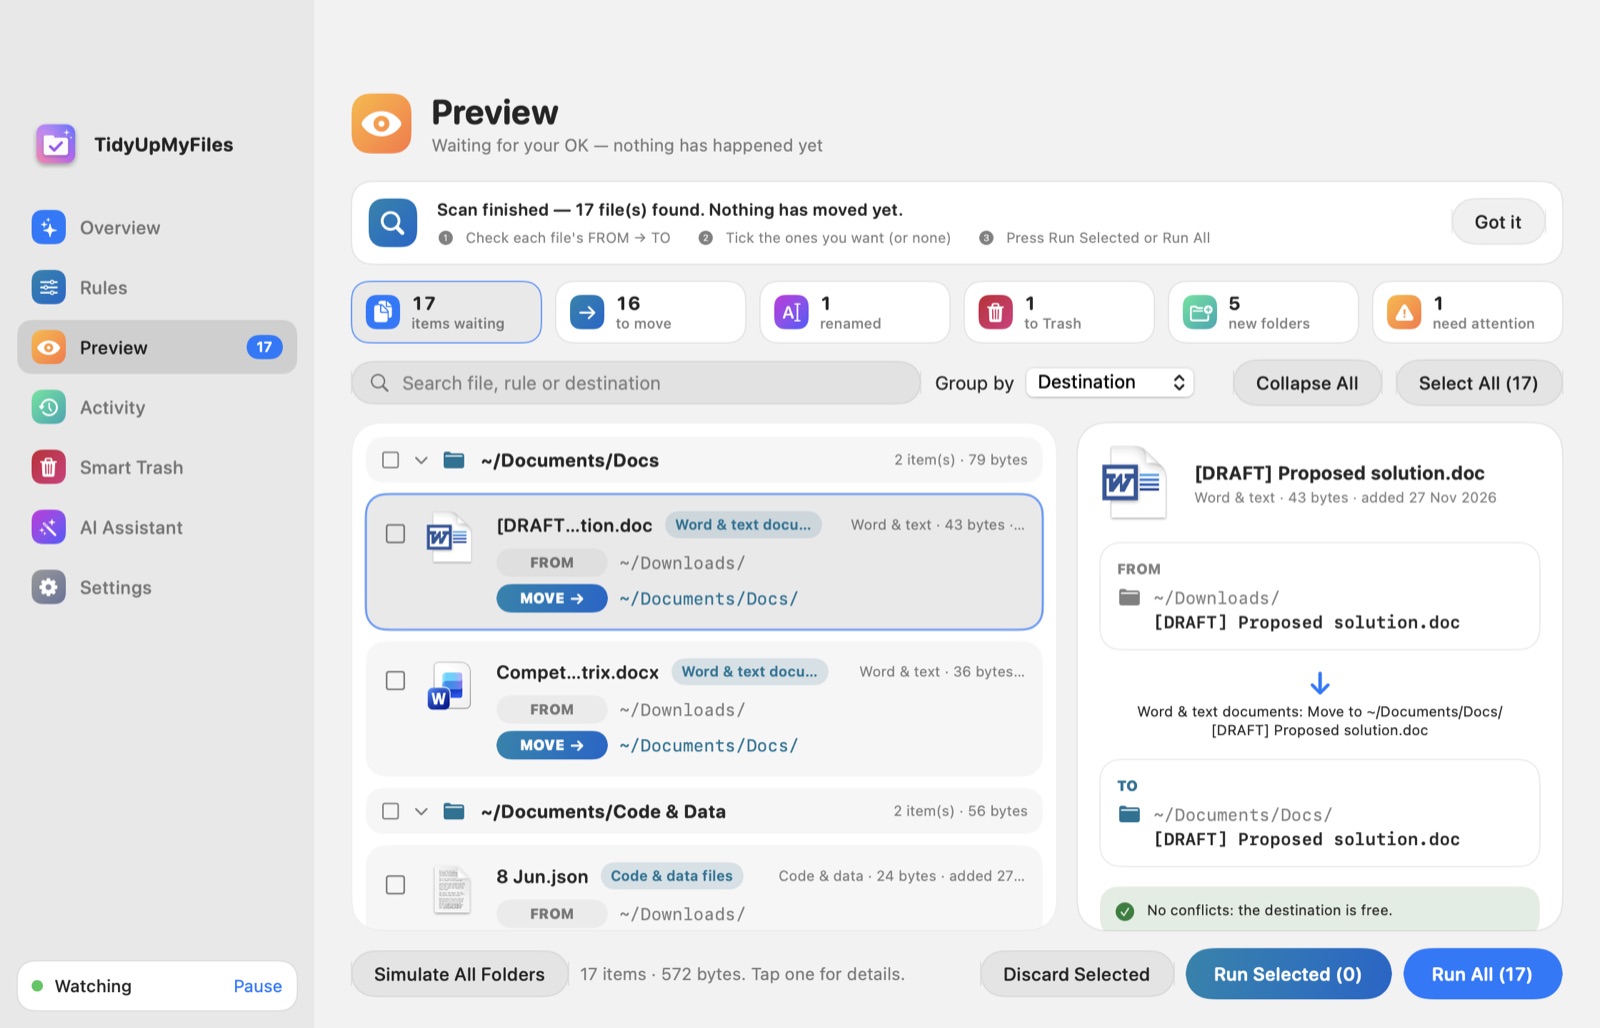 TidyUpMyFiles
Overview
Rules
Preview
17
Activity
Smart Trash
AI Assistant
Settings
Watching
Pause
Preview
Waiting for your OK — nothing has happened yet
Scan finished — 17 file(s) found. Nothing has moved yet.
1 Check each file's FROM → TO 2 Tick the ones you want (or none) 3 Press Run Selected or Run All
Got it
17
items waiting
16
to move
1
renamed
1
to Trash
5
new folders
1
need attention
Search file, rule or destination
Group by
Destination
Collapse All
Select All (17)
~/Documents/Docs
2 item(s) · 79 bytes
[DRAFT...tion.doc
Word & text docu...
Word & text · 43 bytes ·...
FROM
~/Downloads/
MOVE →
~/Documents/Docs/
Compet...trix.docx
Word & text docu...
Word & text · 36 bytes...
FROM
~/Downloads/
MOVE →
~/Documents/Docs/
~/Documents/Code & Data
2 item(s) · 56 bytes
8 Jun.json
Code & data files
Code & data · 24 bytes · added 27...
FROM
~/Downloads/
[DRAFT] Proposed solution.doc
Word & text · 43 bytes · added 27 Nov 2026
FROM
~/Downloads/
[DRAFT] Proposed solution.doc
Word & text documents: Move to ~/Documents/Docs/
[DRAFT] Proposed solution.doc
TO
~/Documents/Docs/
[DRAFT] Proposed solution.doc
No conflicts: the destination is free.
Simulate All Folders
17 items · 572 bytes. Tap one for details.
Discard Selected
Run Selected (0)
Run All (17)